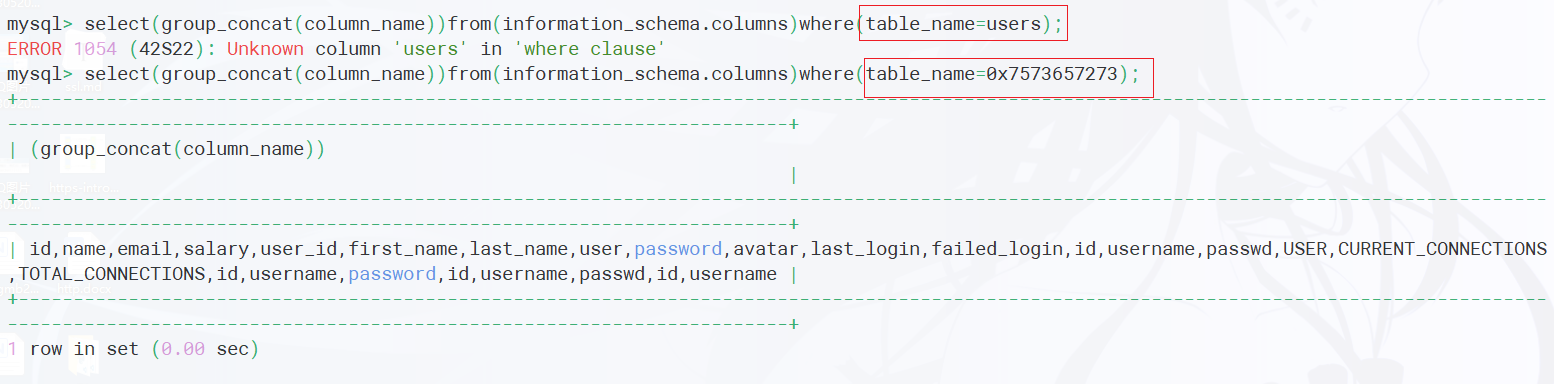 mysql> select(group_concat(column_name))from(information_schema.columns)where(table_name=users);
ERROR 1054 (42S22): Unknown column 'users' in 'where clause'
mysql> select(group_concat(column_name))from(information_schema.columns)where(table_name=0x7573657273);
+-----------------------------------------------------------------------------------------------------------------------------------------------
------------------------------------------------------------------------+
| (group_concat(column_name))
|
+-----------------------------------------------------------------------------------------------------------------------------------------------
------------------------------------------------------------------------+
| id,name,email,salary,user_id,first_name,last_name,user,password,avatar,last_login,failed_login,id,username,passwd,USER,CURRENT_CONNECTIONS
,TOTAL_CONNECTIONS,id,username,password,id,username,passwd,id,username |
+-----------------------------------------------------------------------------------------------------------------------------------------------
------------------------------------------------------------------------+
1 row in set (0.00 sec)